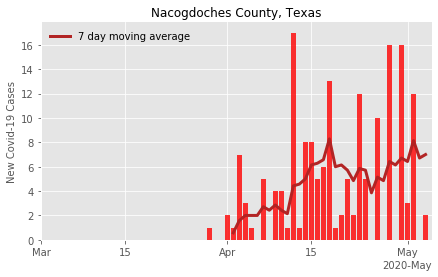 Nacogdoches County, Texas
7 day moving average
New Covid-19 Cases
16
14
12
10
8
6
4
2
0
Mar
15
Apr
15
May
2020-May